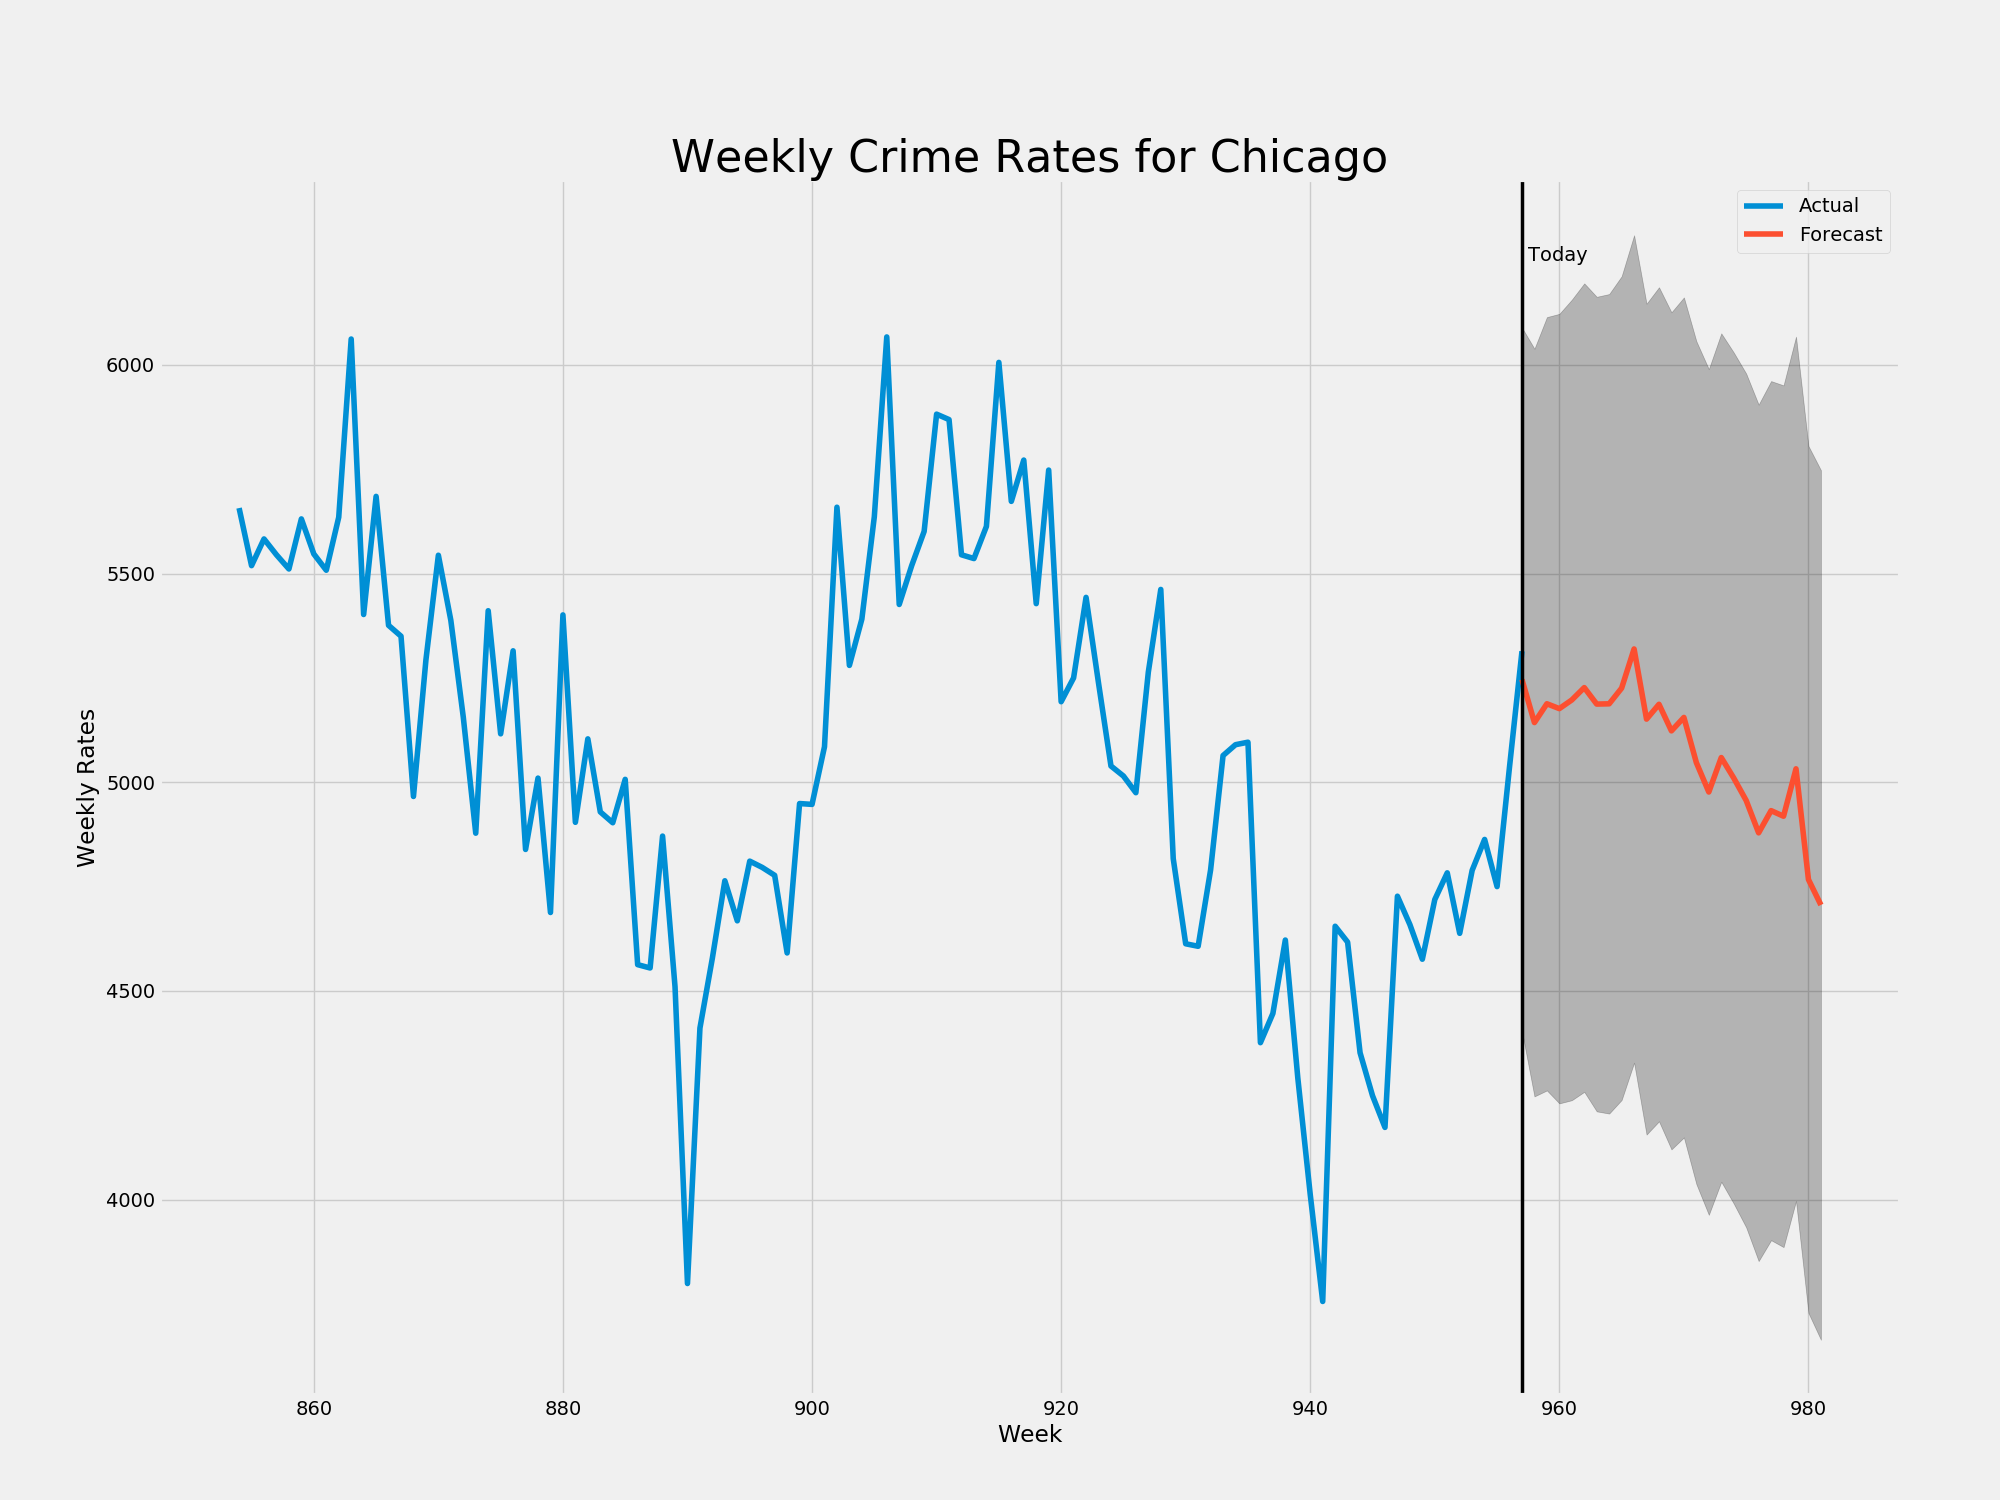 Weekly Crime Rates for Chicago
Actual
Forecast
Today
6000
5500
5000
4500
4000
Weekly Rates
860
880
900
920
940
960
980
Week